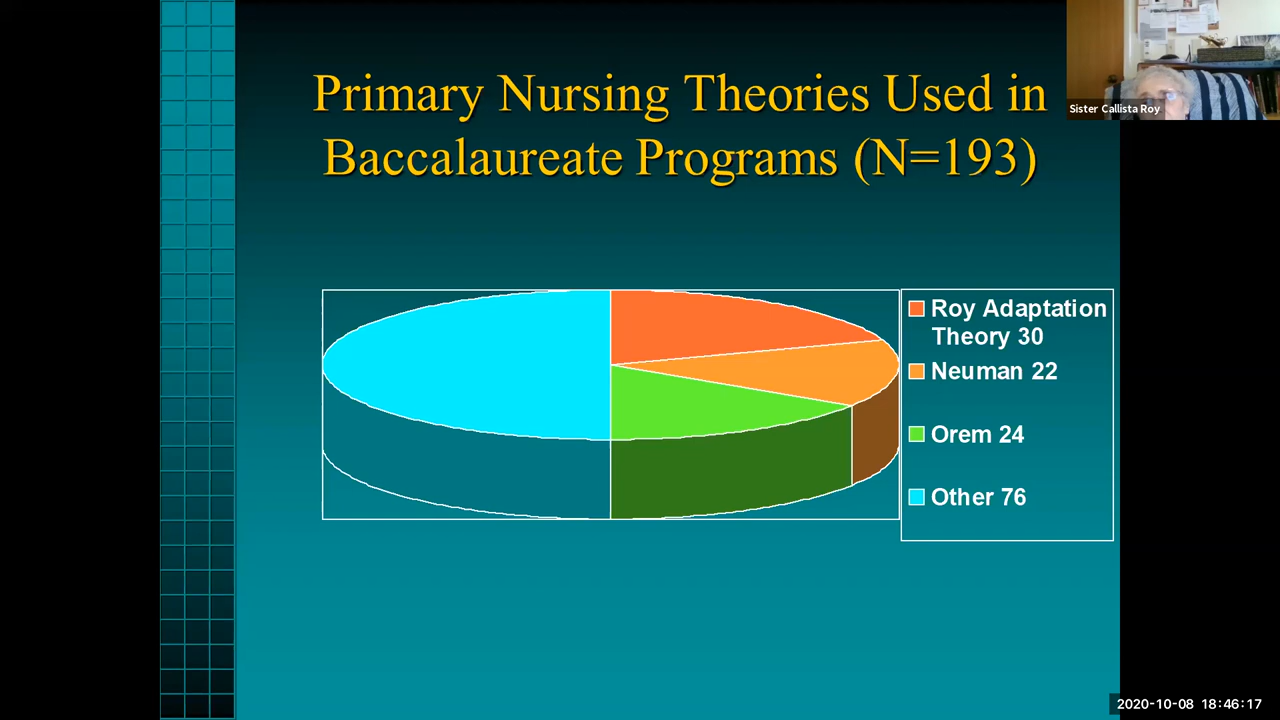 Primary Nursing Theories Used in
Baccalaureate Programs (N=193)
Sister Callista Roy
Roy Adaptation
Theory 30
Neuman 22
Orem 24
Other 76
2020-10-08 18:46:17